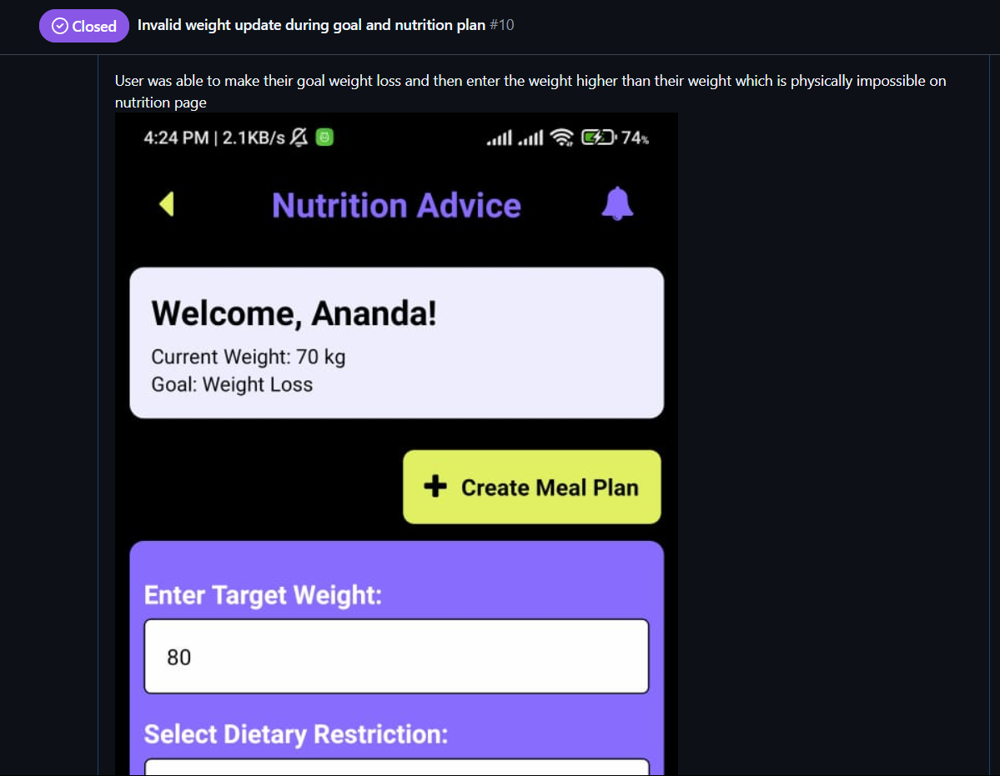 Closed Invalid weight update during goal and nutrition plan #10
User was able to make their goal weight loss and then enter the weight higher than their weight which is physically impossible on
nutrition page
4:24 PM | 2.1KB/s 74%
Nutrition Advice
Welcome, Ananda!
Current Weight: 70 kg
Goal: Weight Loss
+ Create Meal Plan
Enter Target Weight:
80
Select Dietary Restriction: